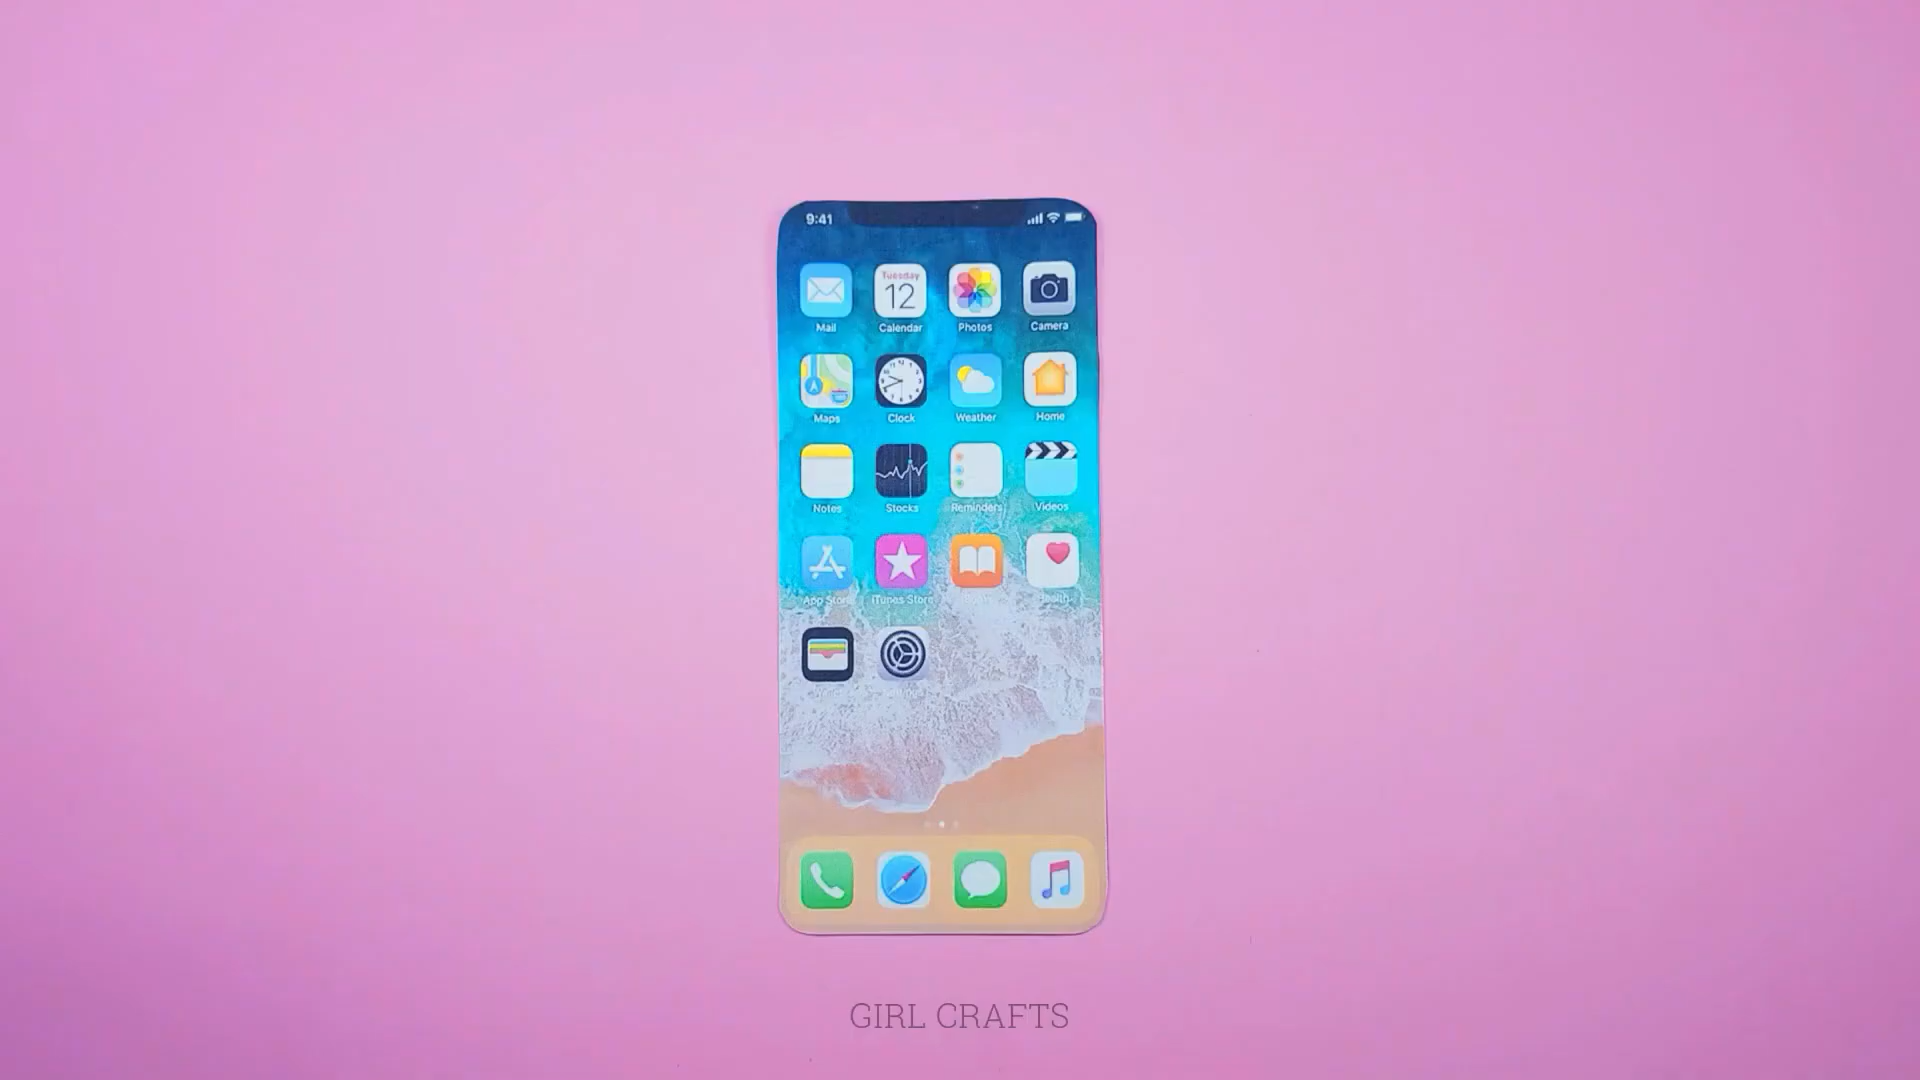 9:41
Tuesday
12
Mail Calendar Photos Camera
Maps Clock Weather Home
Notes Stocks Reminders Videos
App Store iTunes Store Health
GIRL CRAFTS